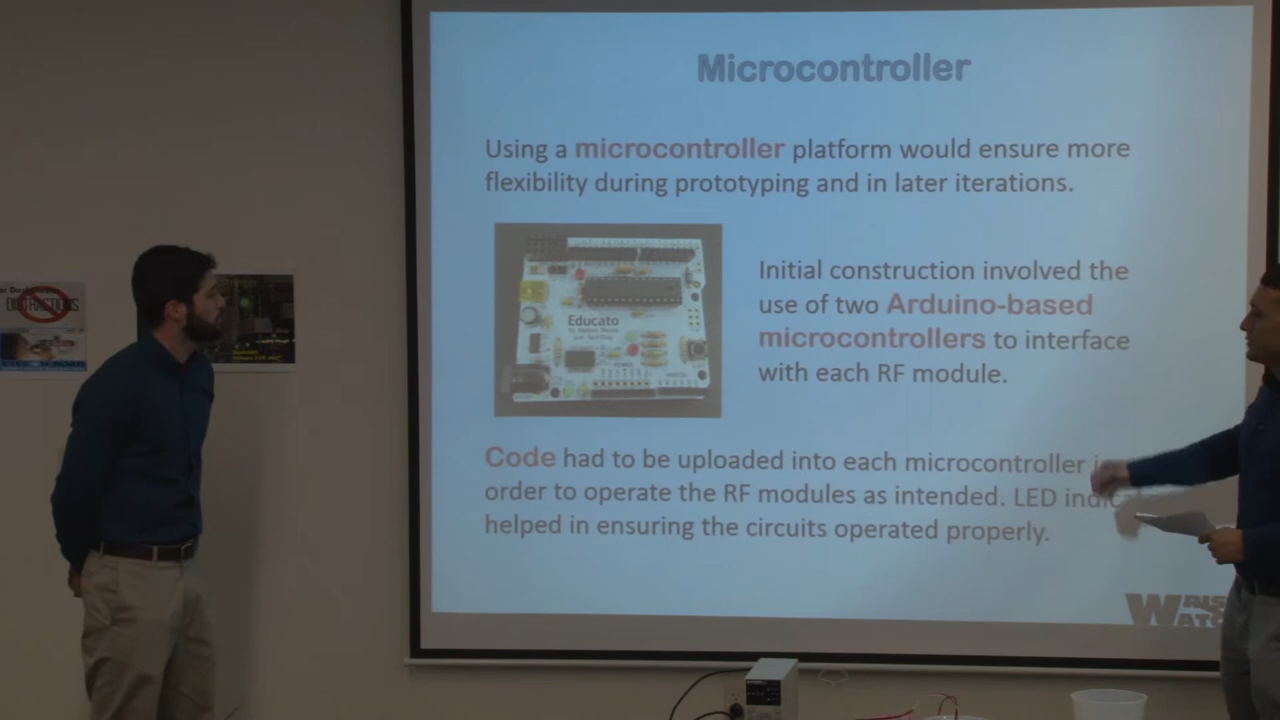 Microcontroller
Using a microcontroller platform would ensure more
flexibility during prototyping and in later iterations.
Educato
Initial construction involved the
use of two Arduino-based
microcontrollers to interface
with each RF module.
Code had to be uploaded into each microcontroller
order to operate the RF modules as intended. LED
helped in ensuring the circuits operated properly.
DISTRACTIONS